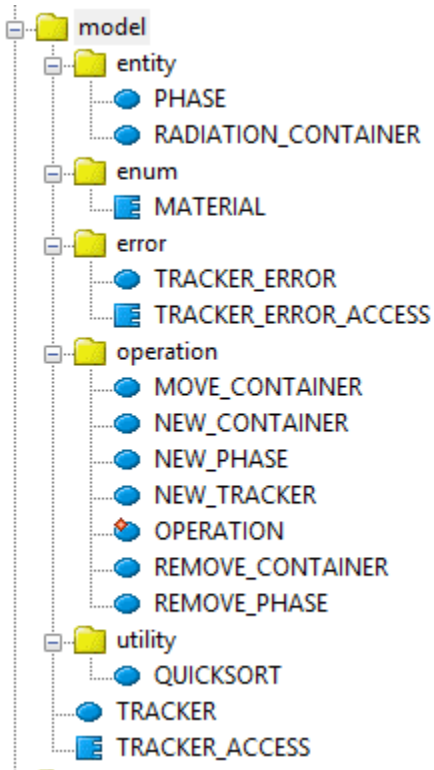 model
entity
PHASE
RADIATION_CONTAINER
enum
MATERIAL
error
TRACKER_ERROR
TRACKER_ERROR_ACCESS
operation
MOVE_CONTAINER
NEW_CONTAINER
NEW_PHASE
NEW_TRACKER
OPERATION
REMOVE_CONTAINER
REMOVE_PHASE
utility
QUICKSORT
TRACKER
TRACKER_ACCESS